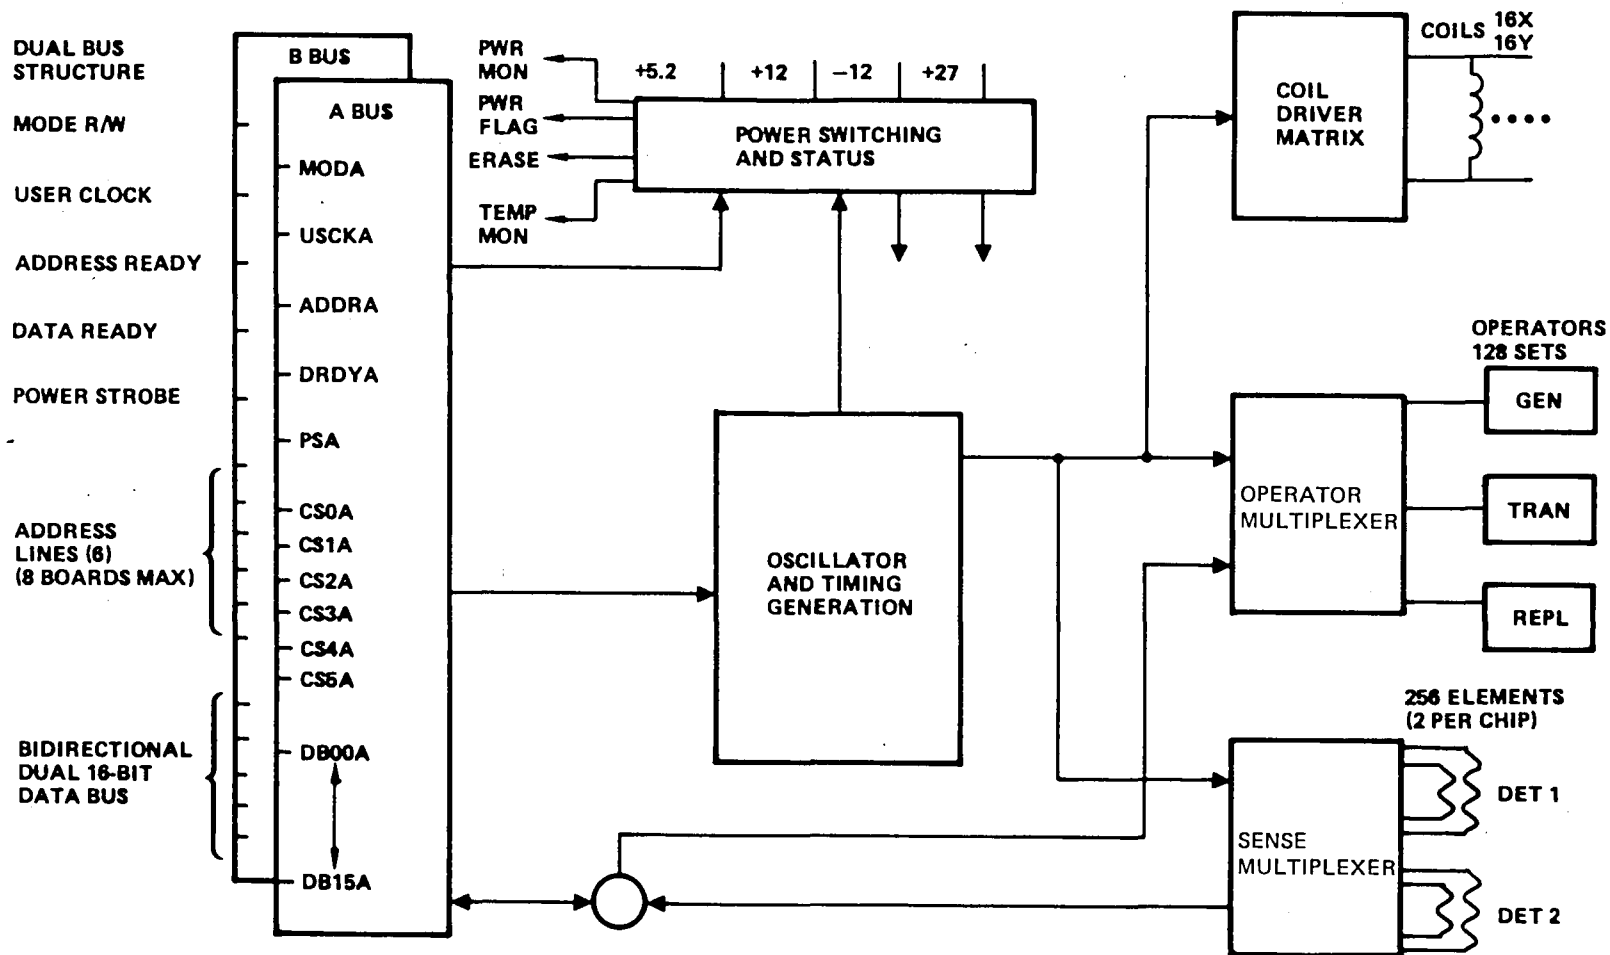 DUAL BUS
STRUCTURE
MODE R/W
USER CLOCK
ADDRESS READY
DATA READY
POWER STROBE
ADDRESS
LINES (6)
(8 BOARDS MAX)
BIDIRECTIONAL
DUAL 16-BIT
DATA BUS
B BUS
A BUS
MODA
USCKA
ADDRA
DRDYA
PSA
CS0A
CS1A
CS2A
CS3A
CS4A
CS5A
DB00A
DB15A
PWR
MON
PWR
FLAG
ERASE
TEMP
MON
+5.2
+12
-12
+27
POWER SWITCHING
AND STATUS
OSCILLATOR
AND TIMING
GENERATION
COIL
DRIVER
MATRIX
COILS 16X
16Y
OPERATOR
MULTIPLEXER
OPERATORS
128 SETS
GEN
TRAN
REPL
256 ELEMENTS
(2 PER CHIP)
SENSE
MULTIPLEXER
DET 1
DET 2